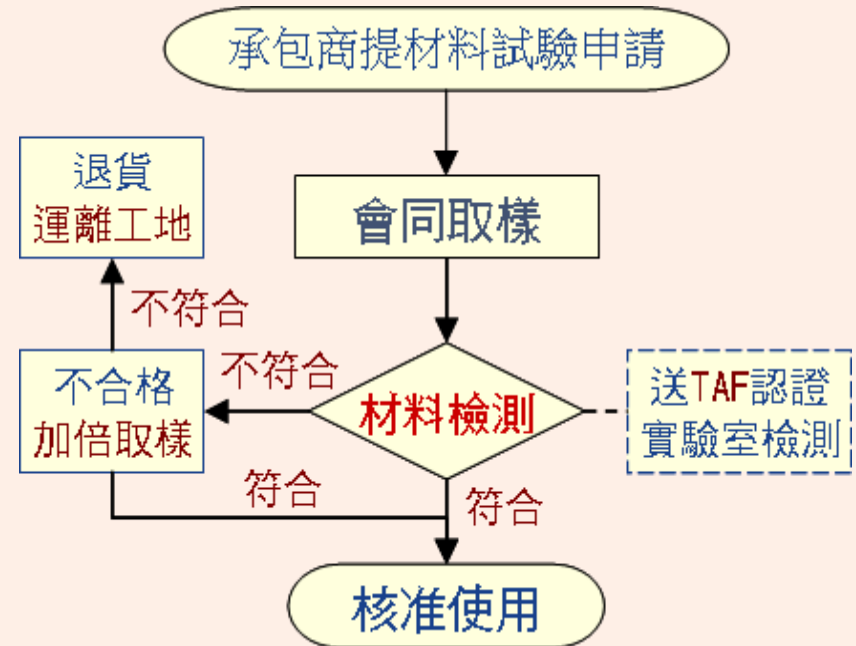 承包商提材料試驗申請
退貨
運離工地
會同取樣
不符合
不合格
加倍取樣
不符合
材料檢測
送TAF認證
實驗室檢測
符合
符合
核准使用